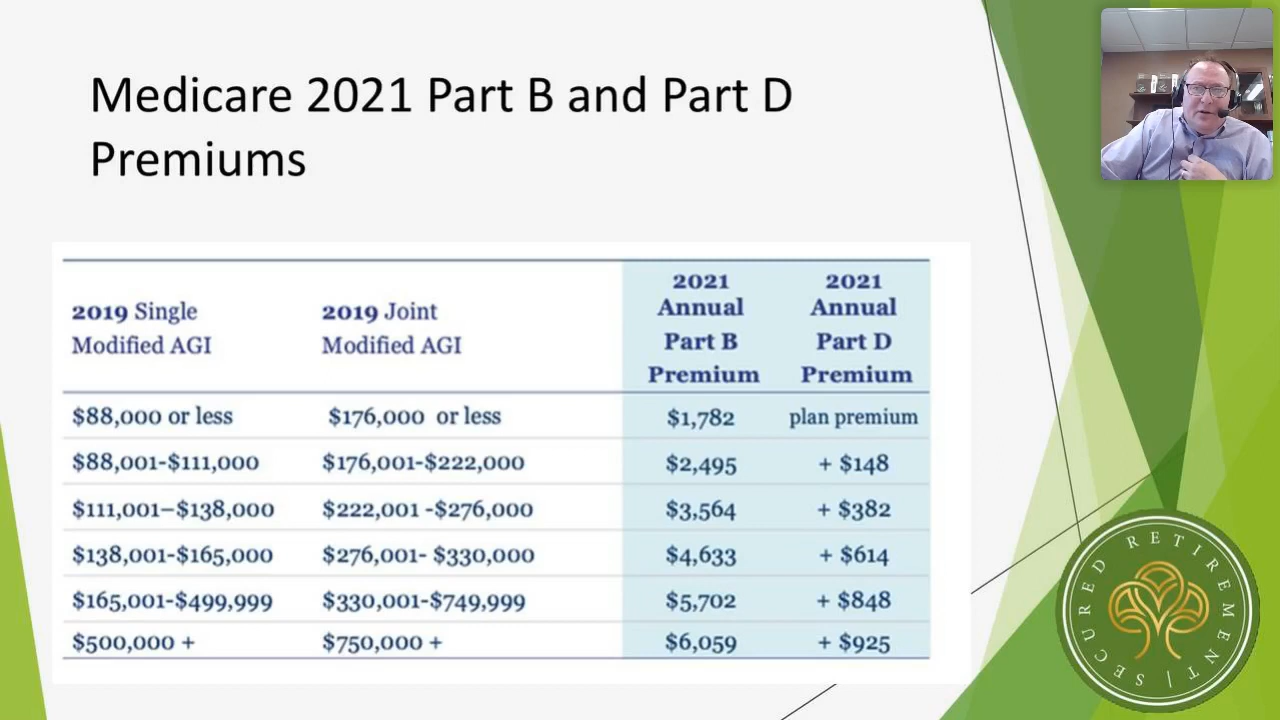 Medicare 2021 Part B and Part D
Premiums
2019 Single
Modified AGI
2019 Joint
Modified AGI
2021
Annual
Part B
Premium
2021
Annual
Part D
Premium
$88,000 or less $176,000 or less $1,782 plan premium
$88,001-$111,000 $176,001-$222,000 $2,495 + $148
$111,001–$138,000 $222,001 -$276,000 $3,564 + $382
$138,001-$165,000 $276,001- $330,000 $4,633 + $614
$165,001-$499,999 $330,001-$749,999 $5,702 + $848
$500,000 + $750,000 + $6,059 + $925
SECURED RETIREMENTS |